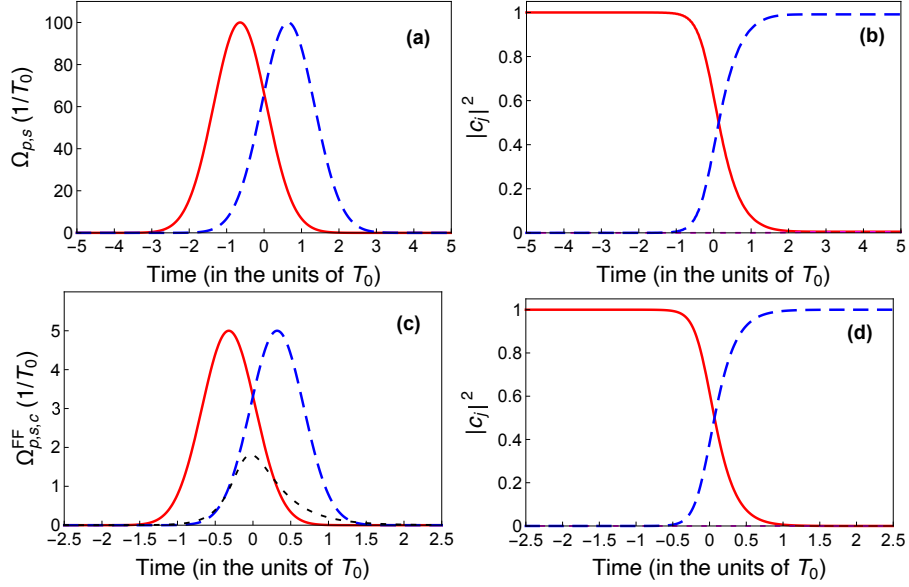 (a)
Ω_{p,s} (1/T_0)
100
80
60
40
20
0
−5 −4 −3 −2 −1 0 1 2 3 4 5
Time (in the units of T_0)
(b)
|c_j|^2
1
0.8
0.6
0.4
0.2
0
−5 −4 −3 −2 −1 0 1 2 3 4 5
Time (in the units of T_0)
(c)
Ω^{FF}_{p,s,c} (1/T_0)
5
4
3
2
1
0
−2.5 −2 −1.5 −1 −0.5 0 0.5 1 1.5 2 2.5
Time (in the units of T_0)
(d)
|c_j|^2
1
0.8
0.6
0.4
0.2
0
−2.5 −2 −1.5 −1 −0.5 0 0.5 1 1.5 2 2.5
Time (in the units of T_0)